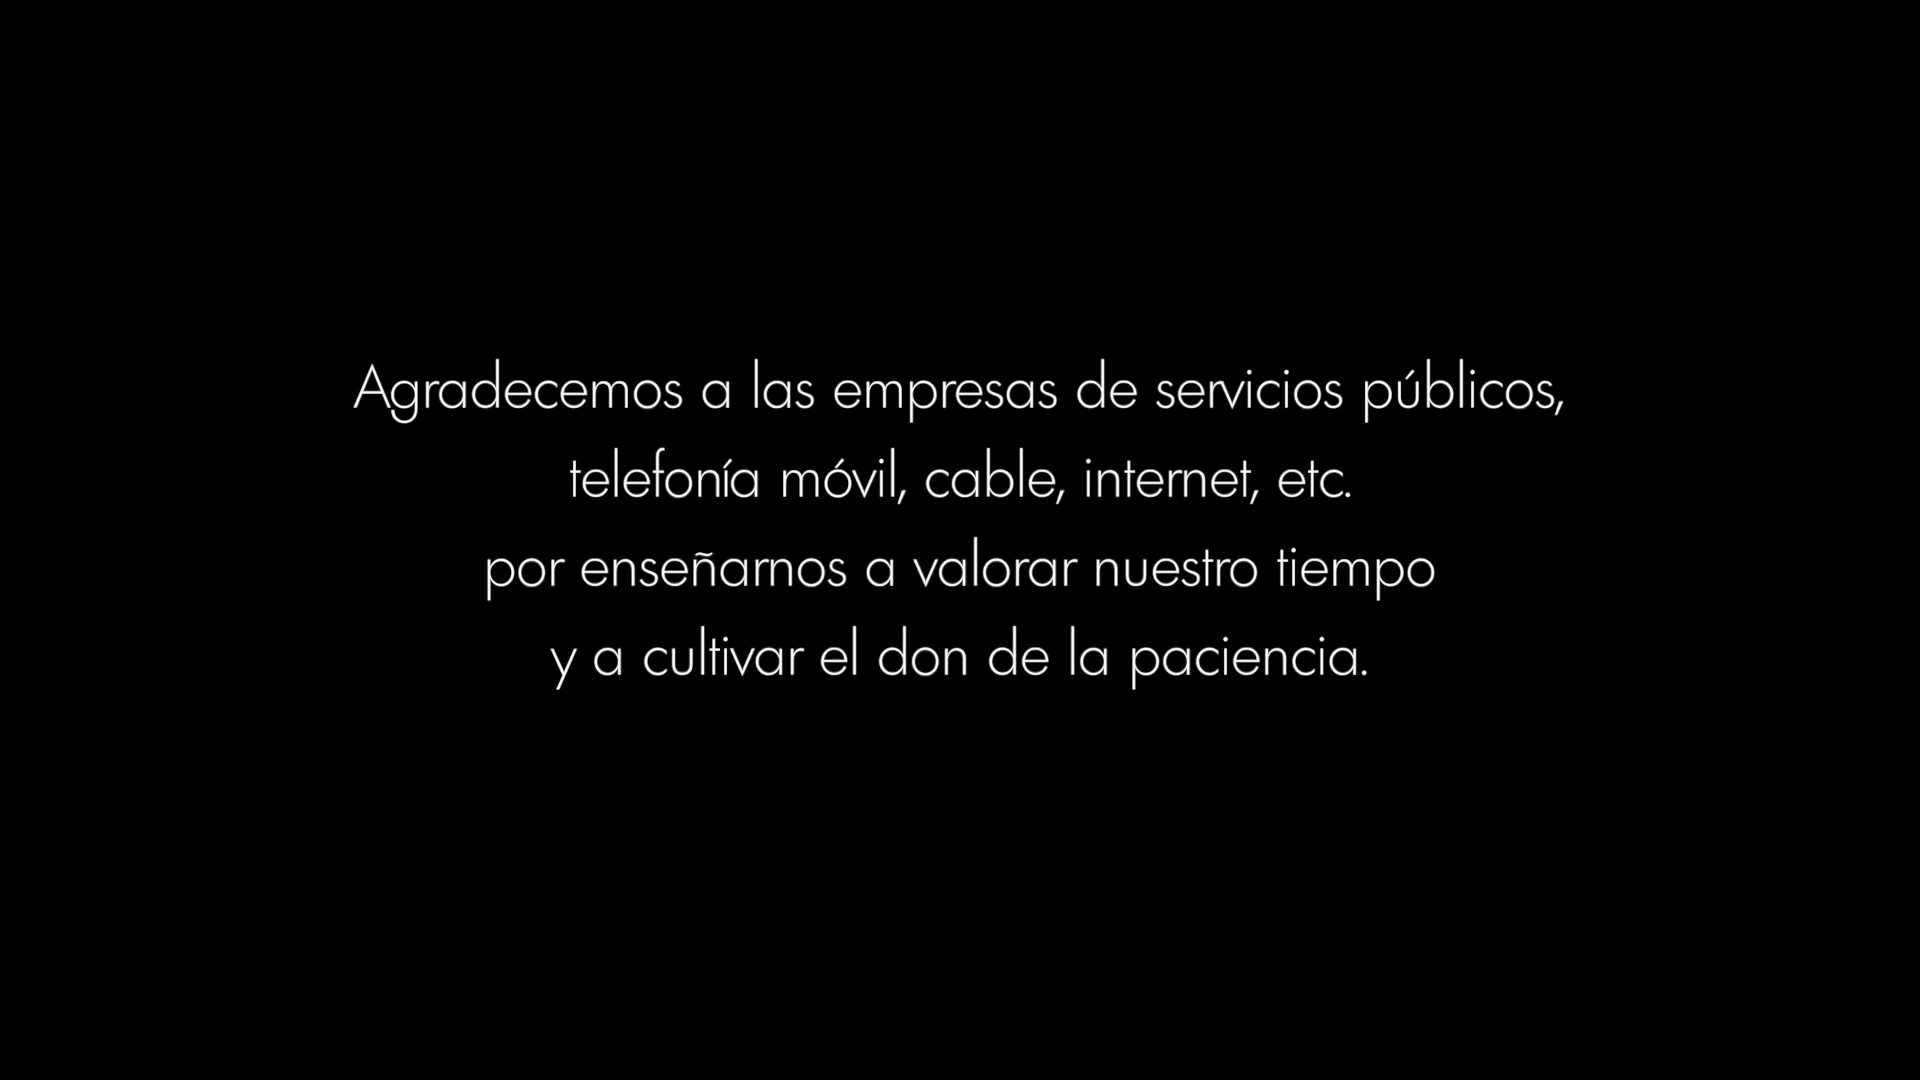 Agradecemos a las empresas de servicios públicos,
telefonía móvil, cable, internet, etc.
por enseñarnos a valorar nuestro tiempo
y a cultivar el don de la paciencia.